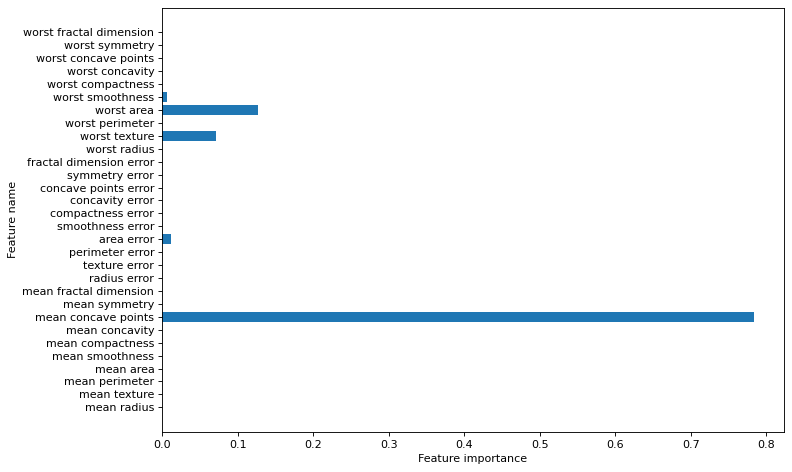 worst fractal dimension
worst symmetry
worst concave points
worst concavity
worst compactness
worst smoothness
worst area
worst perimeter
worst texture
worst radius
fractal dimension error
symmetry error
concave points error
concavity error
compactness error
smoothness error
area error
perimeter error
texture error
radius error
mean fractal dimension
mean symmetry
mean concave points
mean concavity
mean compactness
mean smoothness
mean area
mean perimeter
mean texture
mean radius
Feature name
0.0 0.1 0.2 0.3 0.4 0.5 0.6 0.7 0.8
Feature importance